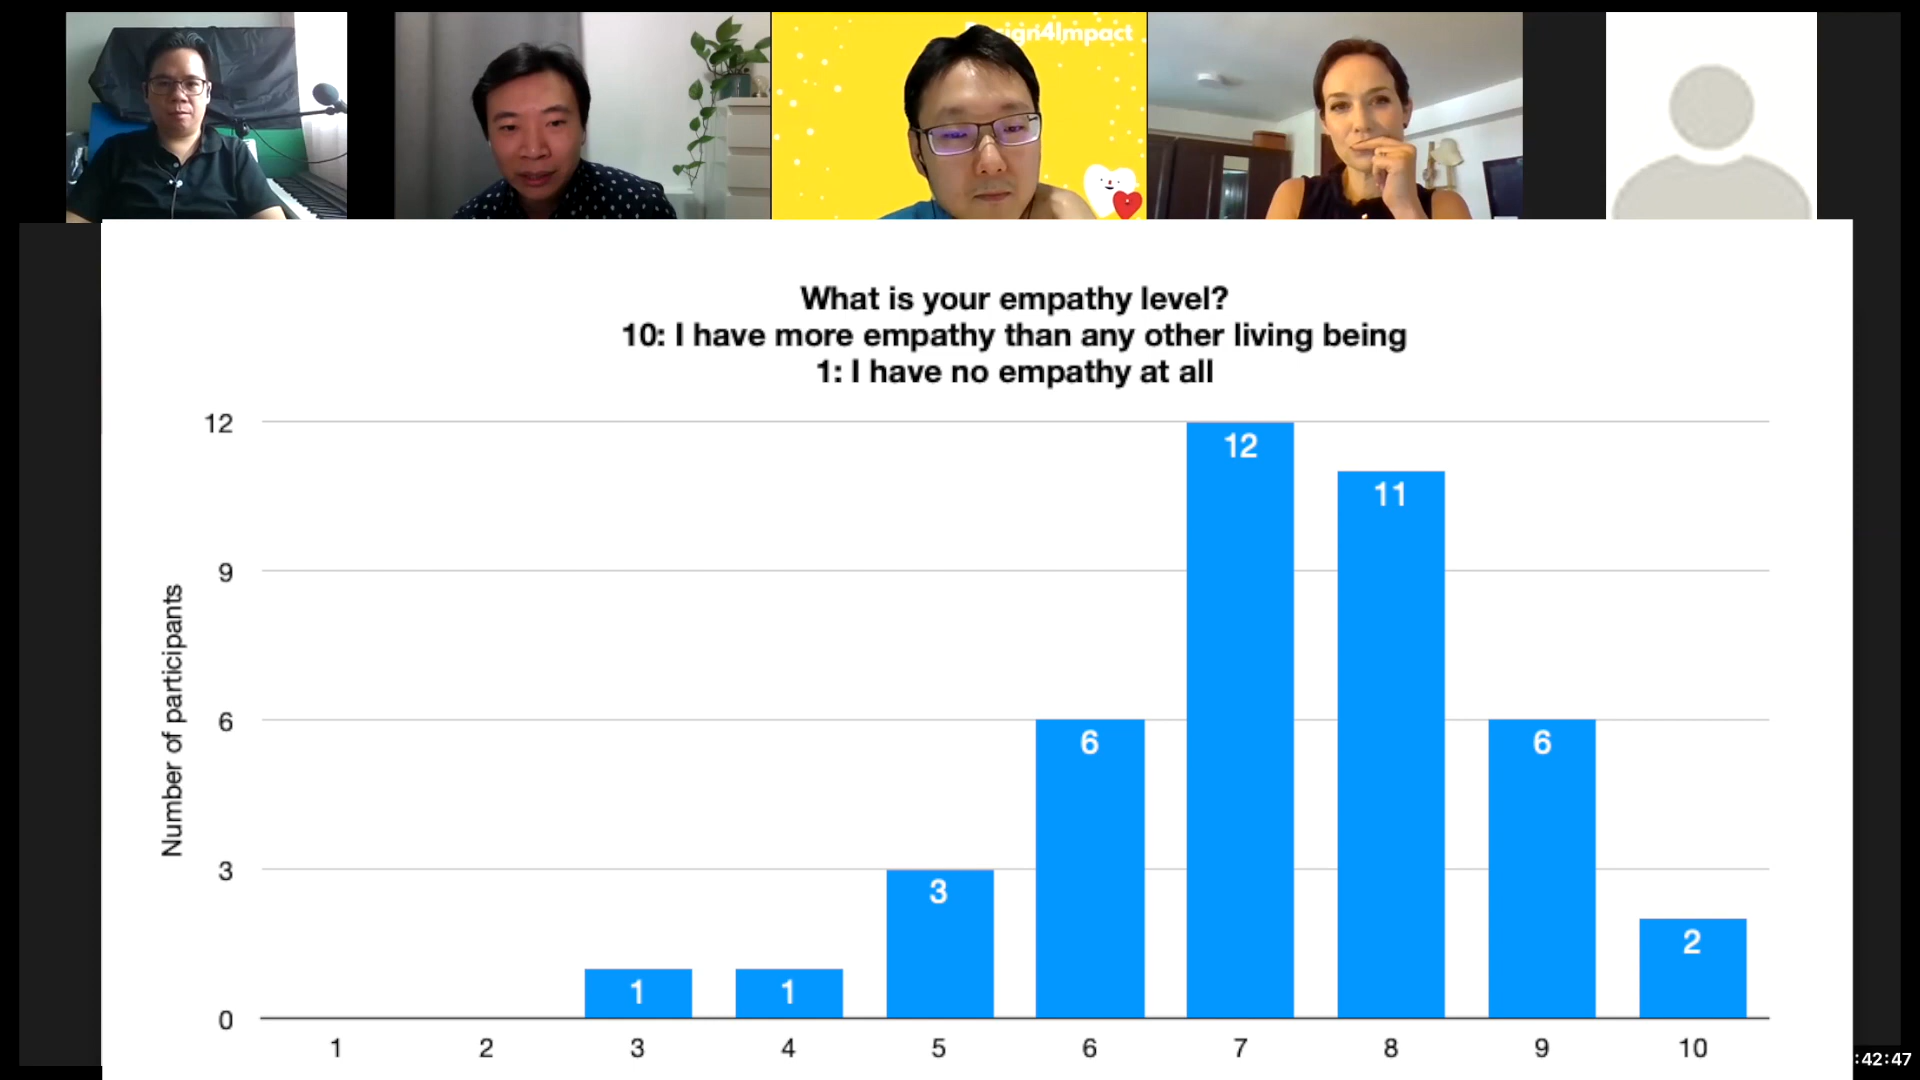 What is your empathy level?
10: I have more empathy than any other living being
1: I have no empathy at all
Number of participants
12
9
6
3
0
1
1
3
6
12
11
6
2
1 2 3 4 5 6 7 8 9 10
:42:47